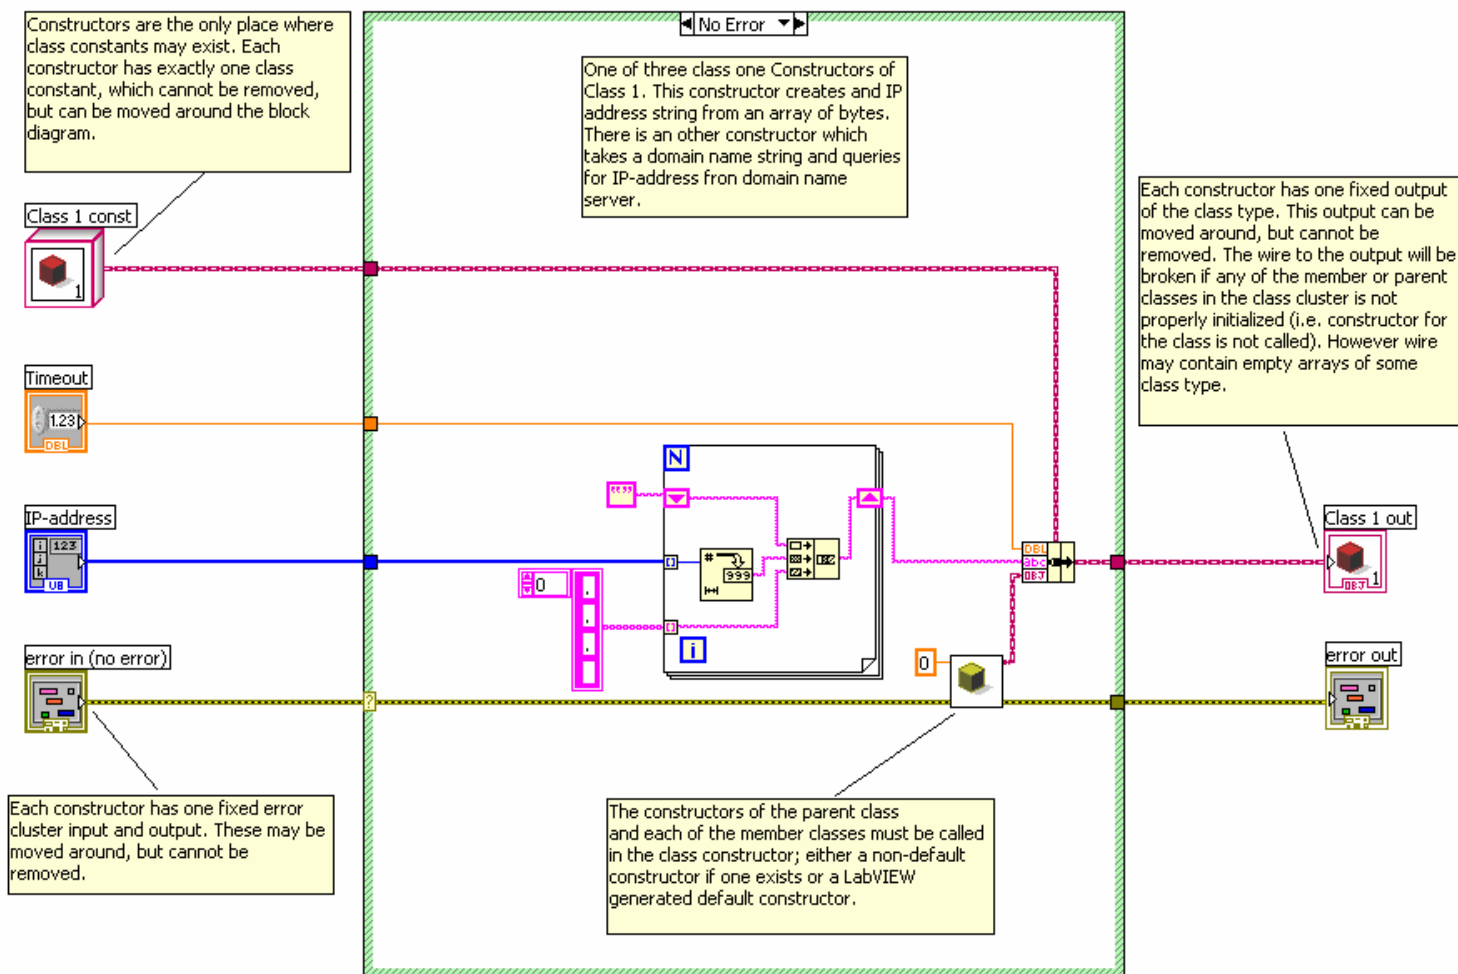 Constructors are the only place where
class constants may exist. Each
constructor has exactly one class
constant, which cannot be removed,
but can be moved around the block
diagram.
No Error
One of three class one Constructors of
Class 1. This constructor creates and IP
address string from an array of bytes.
There is an other constructor which
takes a domain name string and queries
for IP-address fron domain name
server.
Each constructor has one fixed output
of the class type. This output can be
moved around, but cannot be
removed. The wire to the output will be
broken if any of the member or parent
classes in the class cluster is not
properly initialized (i.e. constructor for
the class is not called). However wire
may contain empty arrays of some
class type.
Class 1 const
1
Timeout
1.23
DBL
N
""
IP-address
i
j
k
123
U8
#
999
0
.
.
.
i
DBL
abc
OBJ
Class 1 out
1
OBJ
error in (no error)
?
0
error out
Each constructor has one fixed error
cluster input and output. These may be
moved around, but cannot be
removed.
The constructors of the parent class
and each of the member classes must be called
in the class constructor; either a non-default
constructor if one exists or a LabVIEW
generated default constructor.